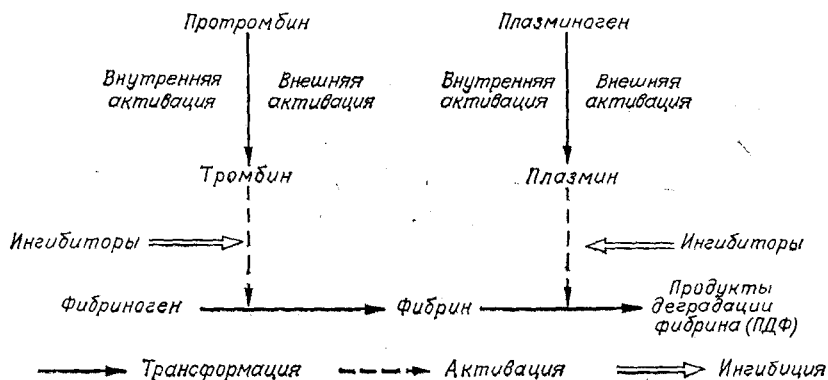 Протромбин
Плазминоген
Внутренняя
активация
Внешняя
активация
Внутренняя
активация
Внешняя
активация
Тромбин
Плазмин
Ингибиторы
Ингибиторы
Фибриноген
Фибрин
Продукты
деградации
фибрина (ПДФ)
Трансформация
Активация
Ингибиция